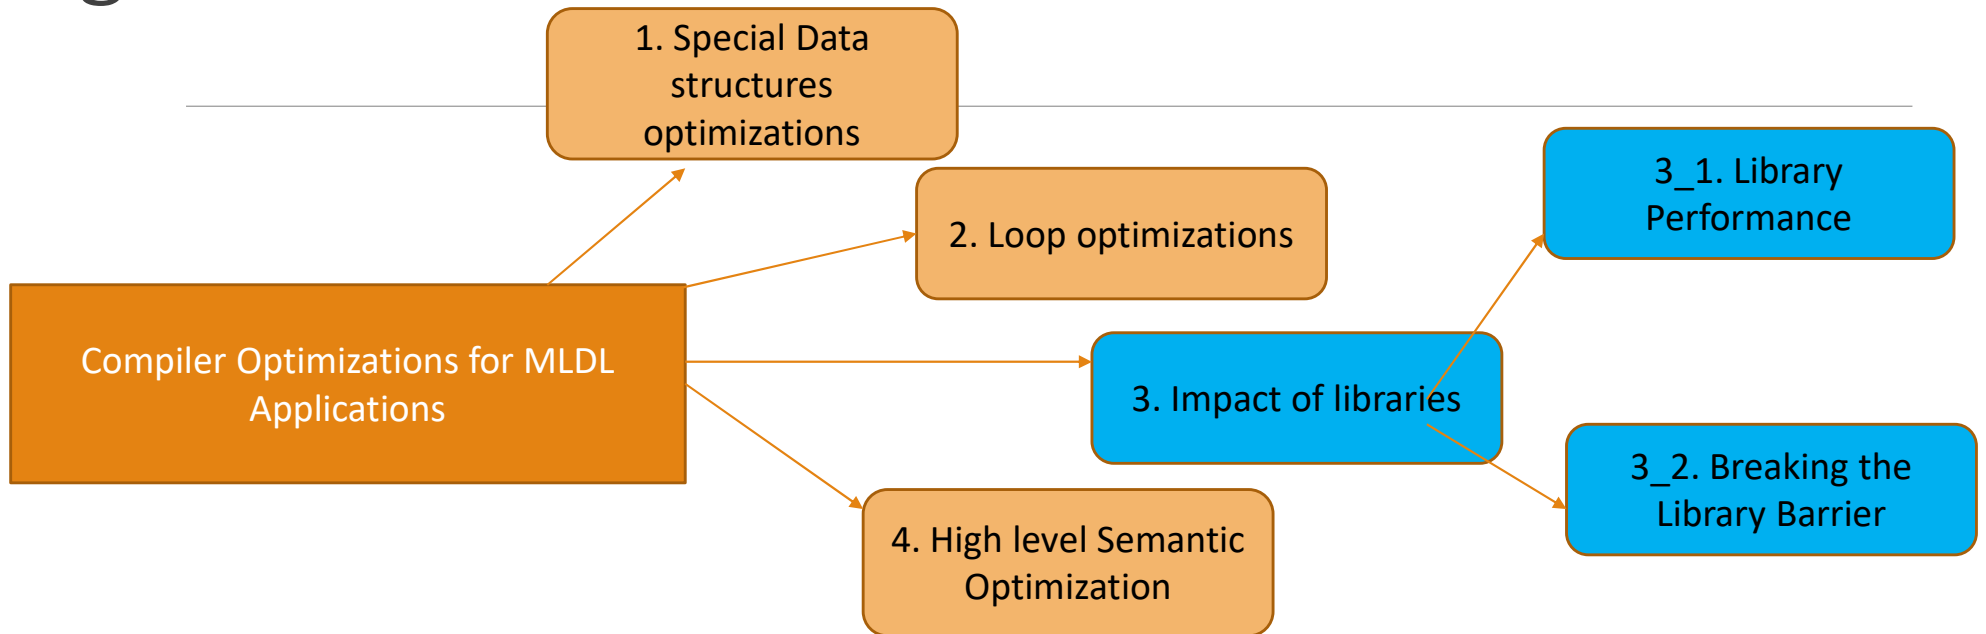 1. Special Data
structures
optimizations
2. Loop optimizations
3_1. Library
Performance
Compiler Optimizations for MLDL
Applications
3. Impact of libraries
3_2. Breaking the
Library Barrier
4. High level Semantic
Optimization